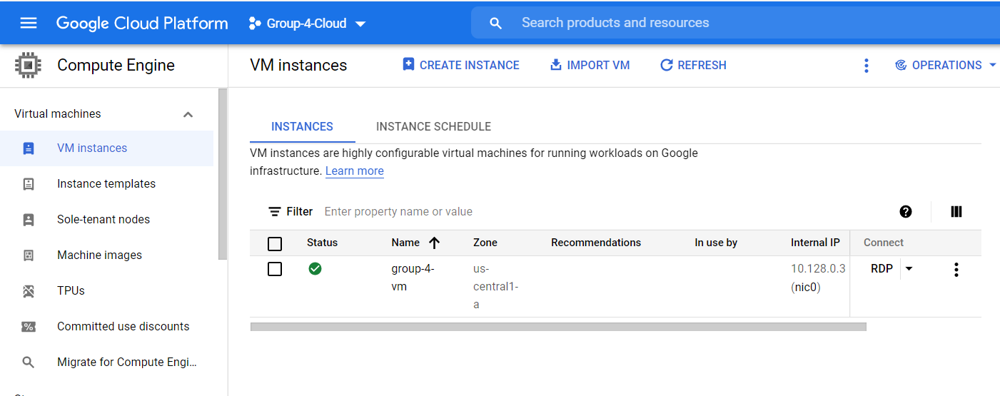 Google Cloud Platform
Group-4-Cloud
Search products and resources
Compute Engine
VM instances
CREATE INSTANCE
IMPORT VM
REFRESH
OPERATIONS
Virtual machines
VM instances
Instance templates
Sole-tenant nodes
Machine images
TPUs
Committed use discounts
Migrate for Compute Engi...
INSTANCES
INSTANCE SCHEDULE
VM instances are highly configurable virtual machines for running workloads on Google
infrastructure. Learn more
Filter Enter property name or value
Status Name Zone Recommendations In use by Internal IP Connect
group-4-
vm
us-
central1-
a
10.128.0.3
(nic0)
RDP